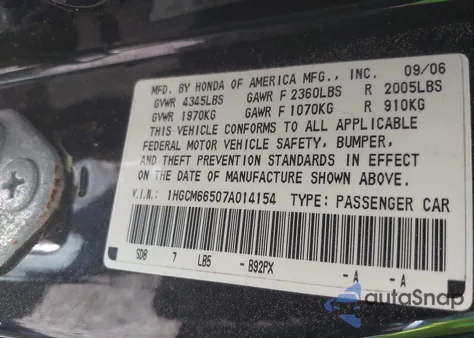 MFD. BY HONDA OF AMERICA MFG., INC. 09/06
GVWR 4345LBS GAWR F 2360LBS R 2005LBS
GVWR 1970KG GAWR F 1070KG R 910KG
THIS VEHICLE CONFORMS TO ALL APPLICABLE
FEDERAL MOTOR VEHICLE SAFETY, BUMPER,
AND THEFT PREVENTION STANDARDS IN EFFECT
ON THE DATE OF MANUFACTURE SHOWN ABOVE.
V.I.N.: 1HGCM66507A014154 TYPE: PASSENGER CAR
SDB 7 LB5 - B92PX -A -A
autoSnap